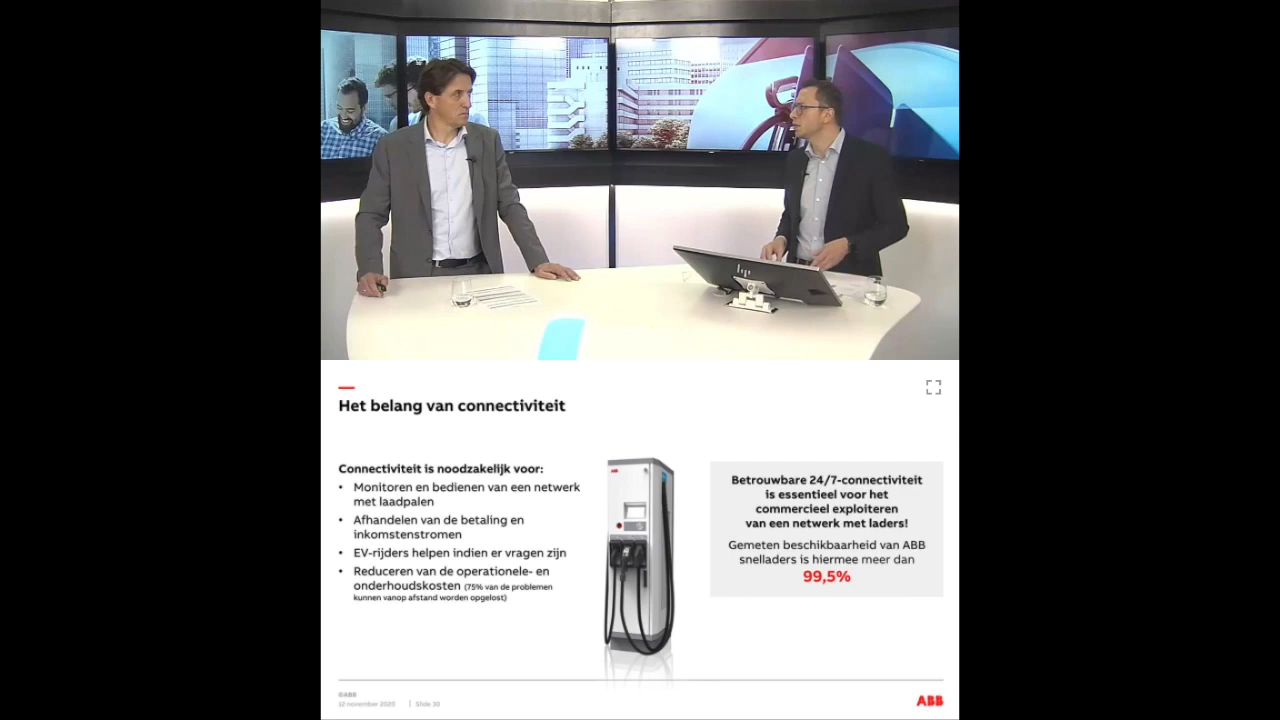 Het belang van connectiviteit
Connectiviteit is noodzakelijk voor:
• Monitoren en bedienen van een netwerk
met laadpalen
• Afhandelen van de betaling en
inkomstenstromen
• EV-rijders helpen indien er vragen zijn
• Reduceren van de operationele- en
onderhoudskosten (75% van de problemen
kunnen vanop afstand worden opgelost)
ABB
Betrouwbare 24/7-connectiviteit
is essentieel voor het
commercieel exploiteren
van een netwerk met laders!
Gemeten beschikbaarheid van ABB
snelladers is hiermee meer dan
99,5%
©ABB
12 november 2020 | Slide 30
ABB